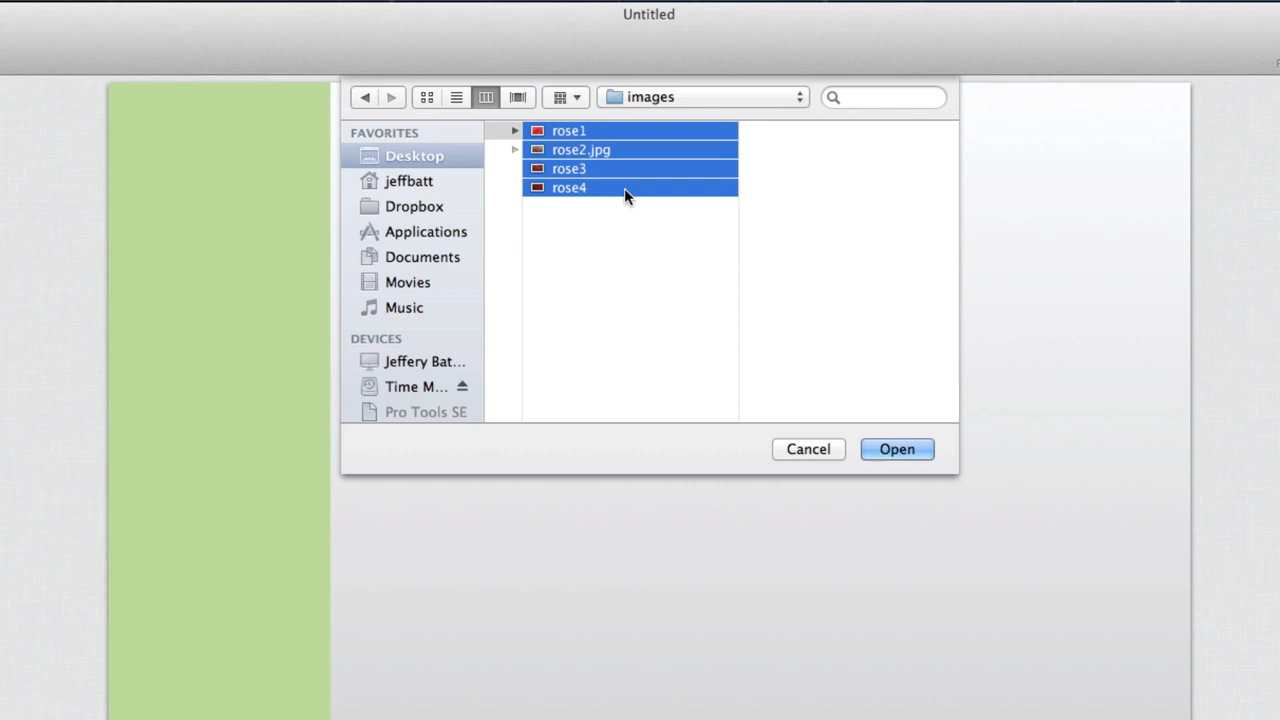 Untitled
images
FAVORITES
Desktop
jeffbatt
Dropbox
Applications
Documents
Movies
Music
DEVICES
Jeffery Bat...
Time M...
Pro Tools SE
rose1
rose2.jpg
rose3
rose4
Cancel
Open